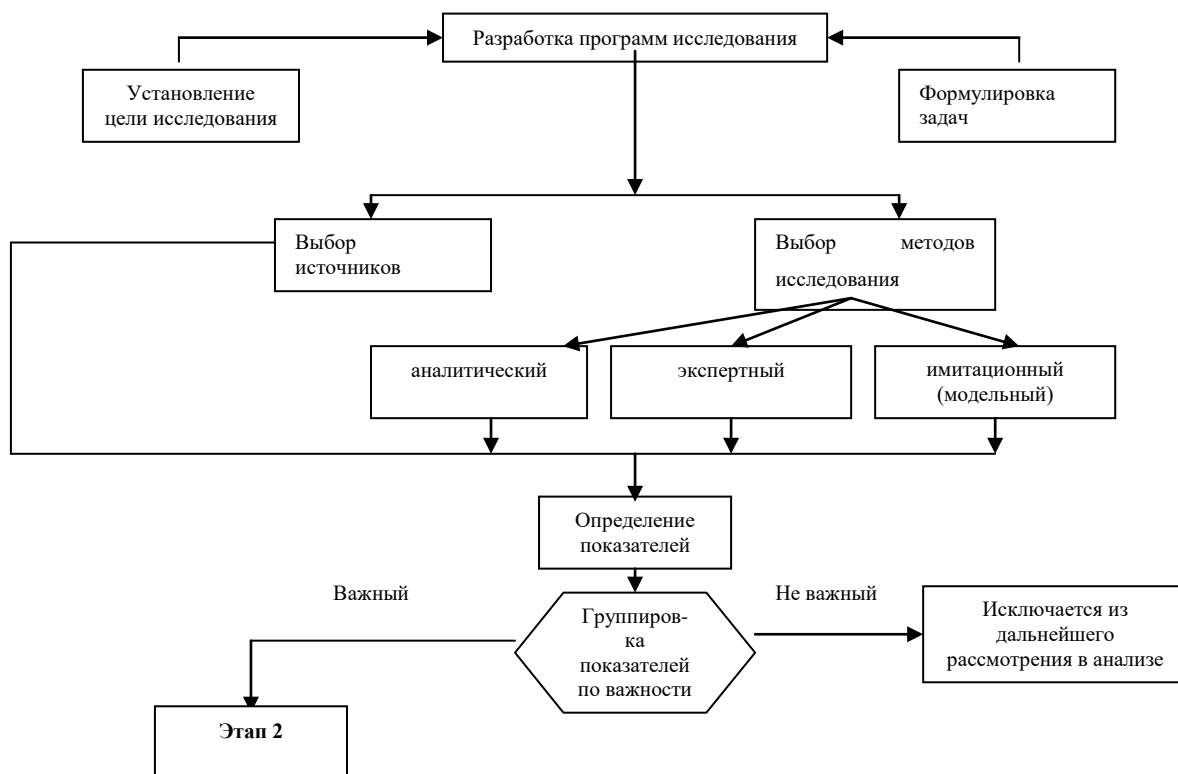 Разработка программ исследования
Установление
цели исследования
Формулировка
задач
Выбор
источников
Выбор методов
исследования
аналитический
экспертный
имитационный
(модельный)
Определение
показателей
Важный
Не важный
Группиров-
ка
показателей
по важности
Исключается из
дальнейшего
рассмотрения в анализе
Этап 2